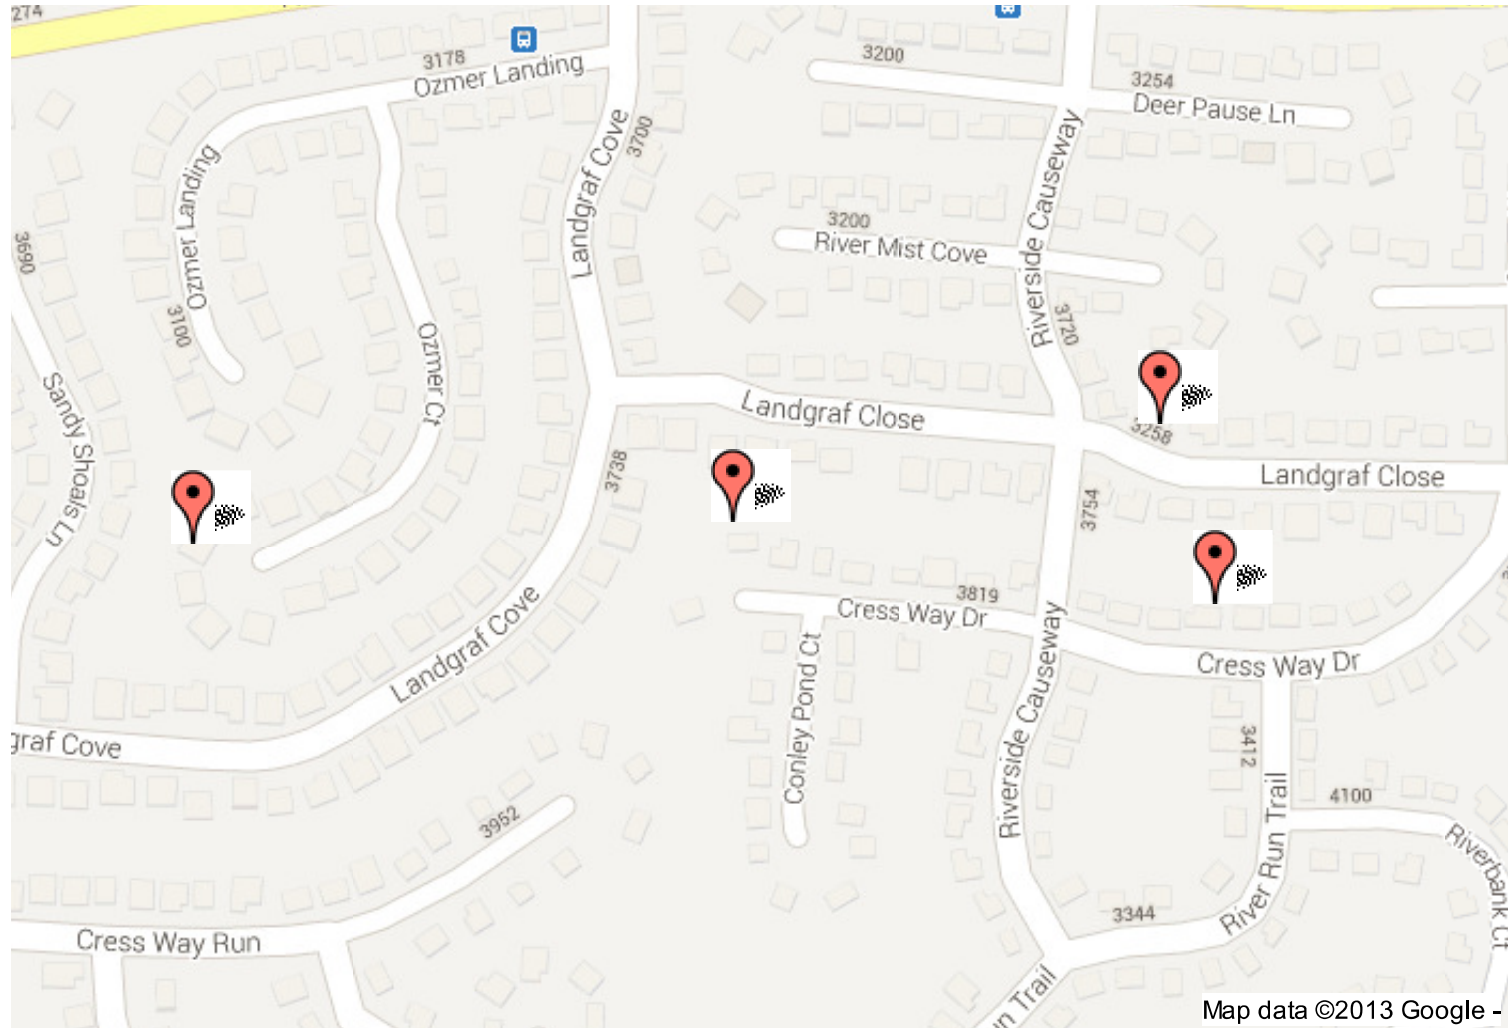 274
3178
Ozmer Landing
3200
3254
Deer Pause Ln
3700
Landgraf Cove
Riverside Causeway
Ozmer Landing
3200
River Mist Cove
3690
3100
3720
Ozmer Ct
Sandy Shoals Ln
Landgraf Close
3258
Landgraf Close
3738
3754
3819
Cress Way Dr
Landgraf Cove
Conley Pond Ct
Riverside Causeway
Cress Way Dr
graf Cove
3412
3952
4100
River Run Trail
Riverbank Ct
3344
Cress Way Run
n Trail
Map data ©2013 Google -